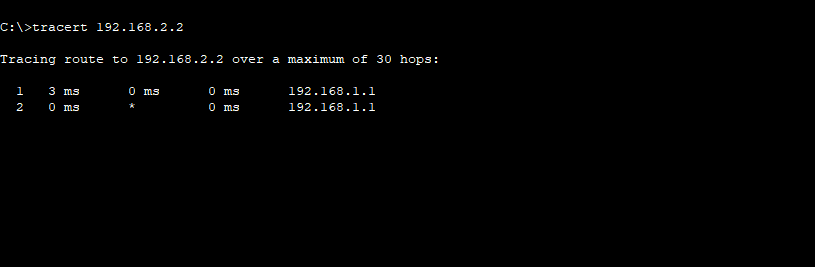 C:\>tracert 192.168.2.2
Tracing route to 192.168.2.2 over a maximum of 30 hops:
1 3 ms 0 ms 0 ms 192.168.1.1
2 0 ms * 0 ms 192.168.1.1